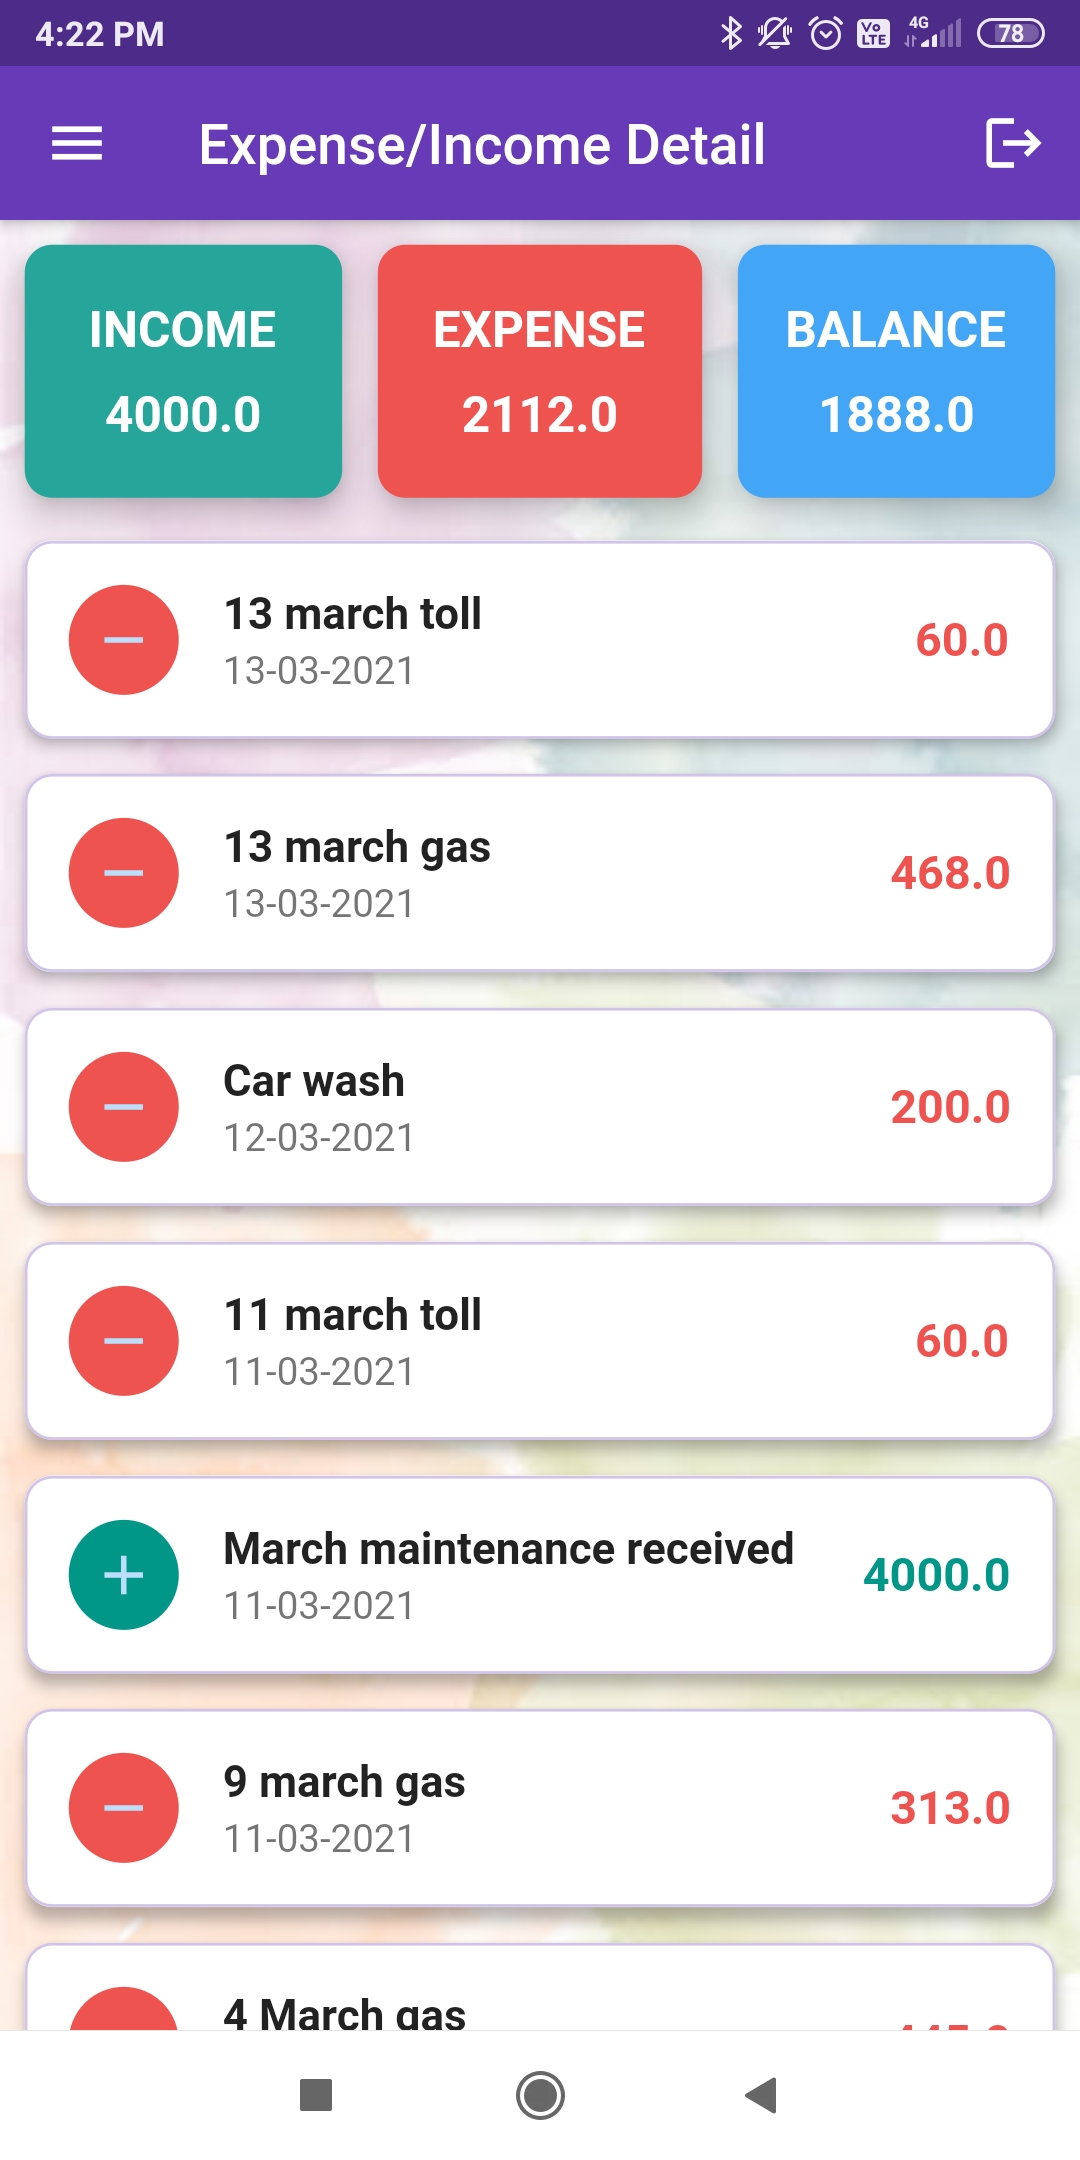 4:22 PM
Vo LTE
4G
78
Expense/Income Detail
INCOME
4000.0
EXPENSE
2112.0
BALANCE
1888.0
13 march toll
13-03-2021
60.0
13 march gas
13-03-2021
468.0
Car wash
12-03-2021
200.0
11 march toll
11-03-2021
60.0
March maintenance received
11-03-2021
4000.0
9 march gas
11-03-2021
313.0
4 March gas